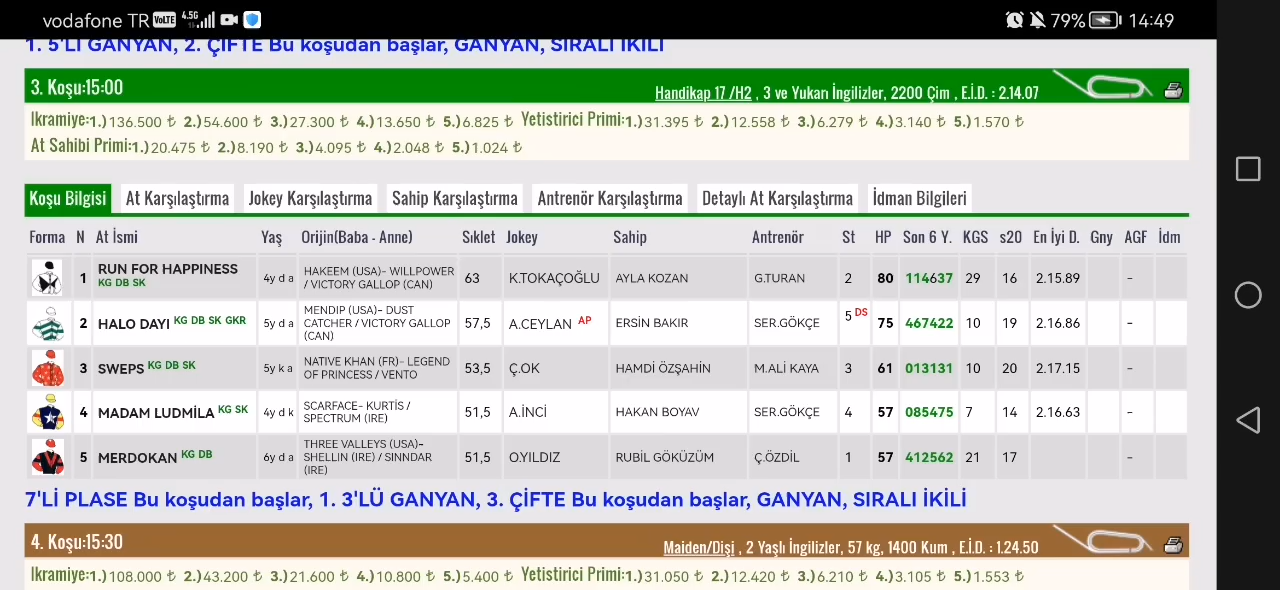 vodafone TR VoLTE 4.5G 79% 14:49
1. 5'Lİ GANYAN, 2. ÇİFTE Bu koşudan başlar, GANYAN, SIRALI İKİLİ
3. Koşu:15:00 Handikap 17 /H2 , 3 ve Yukarı İngilizler, 2200 Çim , E.İ.D. : 2.14.07
Ikramiye:1.)136.500 ₺ 2.)54.600 ₺ 3.)27.300 ₺ 4.)13.650 ₺ 5.)6.825 ₺ Yetistirici Primi:1.)31.395 ₺ 2.)12.558 ₺ 3.)6.279 ₺ 4.)3.140 ₺ 5.)1.570 ₺
At Sahibi Primi:1.)20.475 ₺ 2.)8.190 ₺ 3.)4.095 ₺ 4.)2.048 ₺ 5.)1.024 ₺
Koşu Bilgisi At Karşılaştırma Jokey Karşılaştırma Sahip Karşılaştırma Antrenör Karşılaştırma Detaylı At Karşılaştırma İdman Bilgileri
Forma N At İsmi Yaş Orijin(Baba - Anne) Sıklet Jokey Sahip Antrenör St HP Son 6 Y. KGS s20 En İyi D. Gny AGF İdm
1 RUN FOR HAPPINESS KG DB SK 4y d a HAKEEM (USA)- WILLPOWER / VICTORY GALLOP (CAN) 63 K.TOKAÇOĞLU AYLA KOZAN G.TURAN 2 80 114637 29 16 2.15.89 -
2 HALO DAYI KG DB SK GKR 5y d a MENDIP (USA)- DUST CATCHER / VICTORY GALLOP (CAN) 57,5 A.CEYLAN AP ERSİN BAKIR SER.GÖKÇE 5 DS 75 467422 10 19 2.16.86 -
3 SWEPS KG DB SK 5y k a NATIVE KHAN (FR)- LEGEND OF PRINCESS / VENTO 53,5 Ç.OK HAMDİ ÖZŞAHİN M.ALİ KAYA 3 61 013131 10 20 2.17.15 -
4 MADAM LUDMİLA KG SK 4y d k SCARFACE- KURTİS / SPECTRUM (IRE) 51,5 A.İNCİ HAKAN BOYAV SER.GÖKÇE 4 57 085475 7 14 2.16.63 -
5 MERDOKAN KG DB 6y d a THREE VALLEYS (USA)- SHELLIN (IRE) / SINNDAR (IRE) 51,5 O.YILDIZ RUBİL GÖKÜZÜM Ç.ÖZDİL 1 57 412562 21 17 -
7'Lİ PLASE Bu koşudan başlar, 1. 3'LÜ GANYAN, 3. ÇİFTE Bu koşudan başlar, GANYAN, SIRALI İKİLİ
4. Koşu:15:30 Maiden/Dişi , 2 Yaşlı İngilizler, 57 kg, 1400 Kum , E.İ.D. : 1.24.50
Ikramiye:1.)108.000 ₺ 2.)43.200 ₺ 3.)21.600 ₺ 4.)10.800 ₺ 5.)5.400 ₺ Yetistirici Primi:1.)31.050 ₺ 2.)12.420 ₺ 3.)6.210 ₺ 4.)3.105 ₺ 5.)1.553 ₺